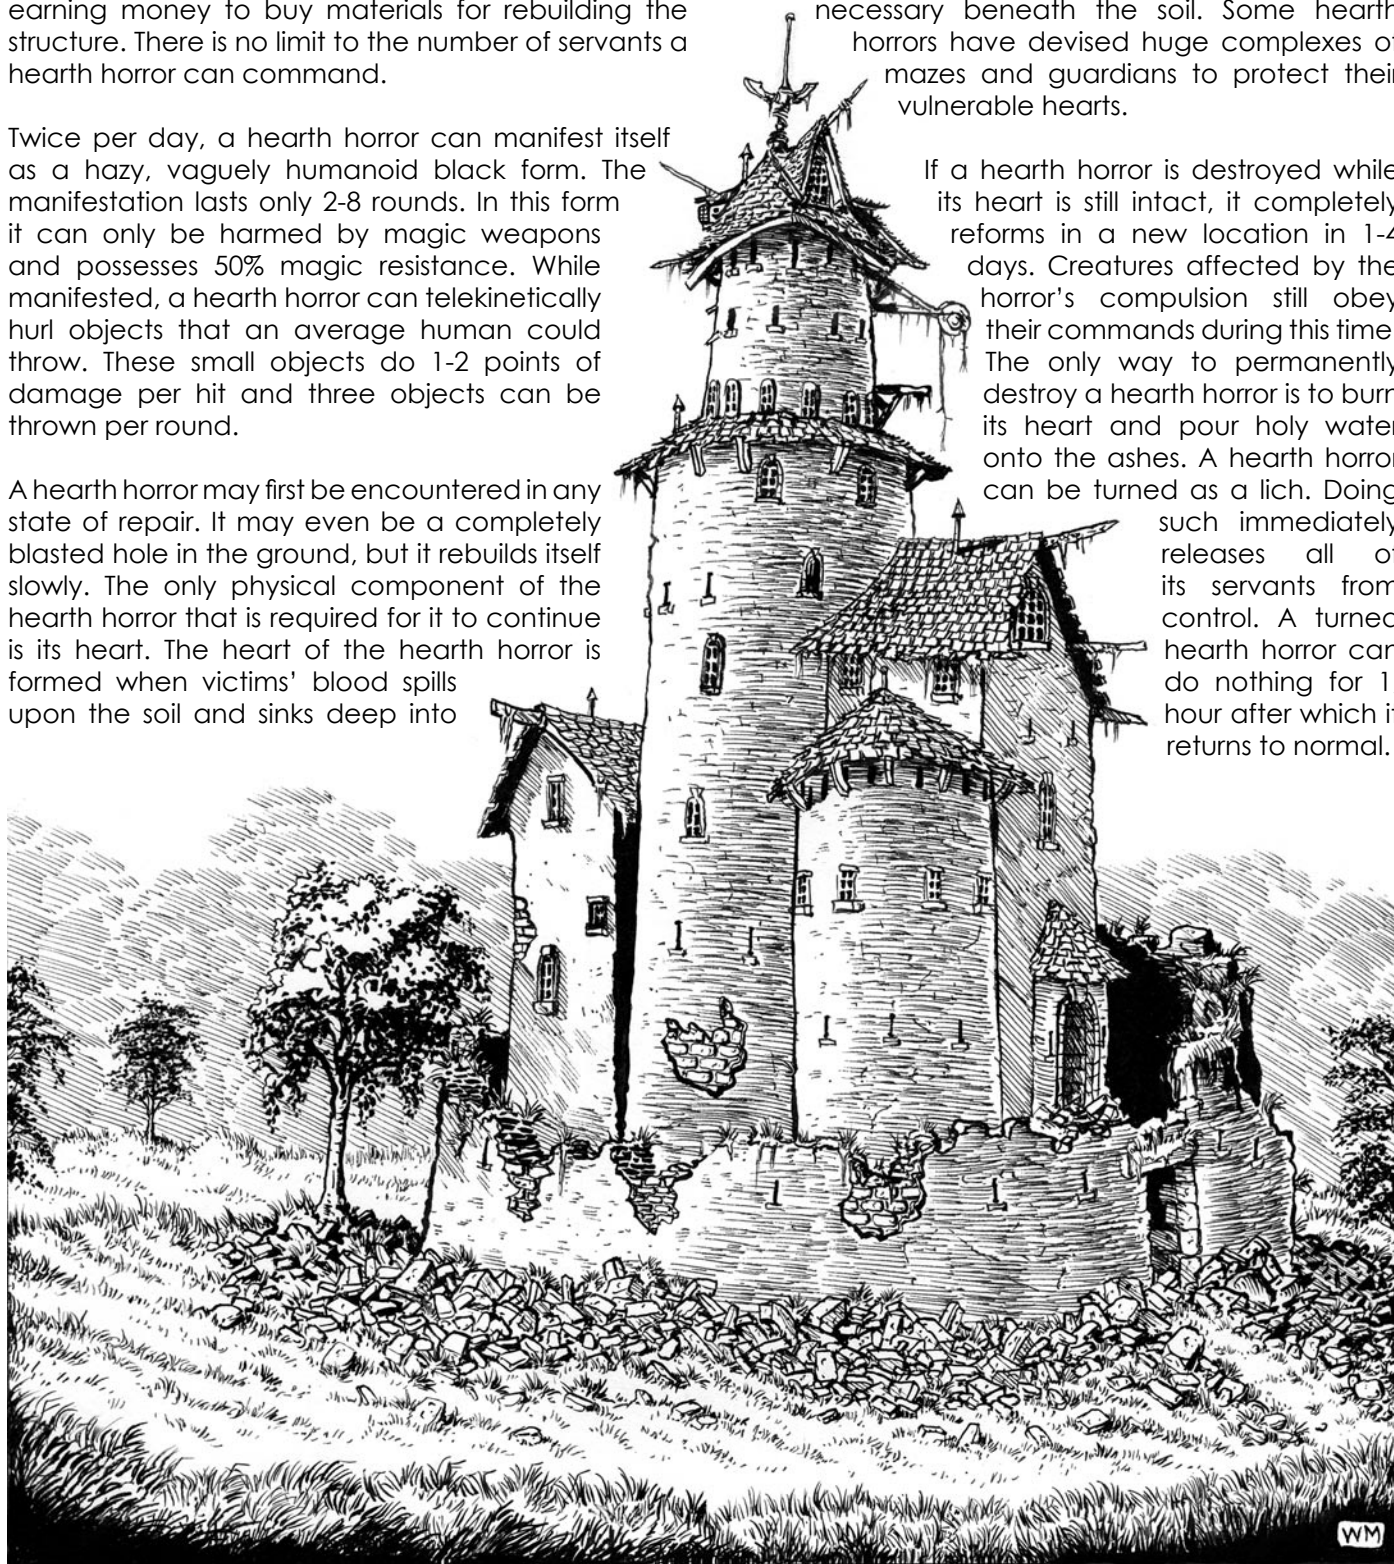 earning money to buy materials for rebuilding the
structure. There is no limit to the number of servants a
hearth horror can command.
Twice per day, a hearth horror can manifest itself
as a hazy, vaguely humanoid black form. The
manifestation lasts only 2-8 rounds. In this form
it can only be harmed by magic weapons
and possesses 50% magic resistance. While
manifested, a hearth horror can telekinetically
hurl objects that an average human could
throw. These small objects do 1-2 points of
damage per hit and three objects can be
thrown per round.
A hearth horror may first be encountered in any
state of repair. It may even be a completely
blasted hole in the ground, but it rebuilds itself
slowly. The only physical component of the
hearth horror that is required for it to continue
is its heart. The heart of the hearth horror is
formed when victims' blood spills
upon the soil and sinks deep into
necessary beneath the soil. Some hearth
horrors have devised huge complexes of
mazes and guardians to protect their
vulnerable hearts.
If a hearth horror is destroyed while
its heart is still intact, it completely
reforms in a new location in 1-4
days. Creatures affected by the
horror's compulsion still obey
their commands during this time.
The only way to permanently
destroy a hearth horror is to burn
its heart and pour holy water
onto the ashes. A hearth horror
can be turned as a lich. Doing
such immediately
releases all of
its servants from
control. A turned
hearth horror can
do nothing for 1
hour after which it
returns to normal.
WM